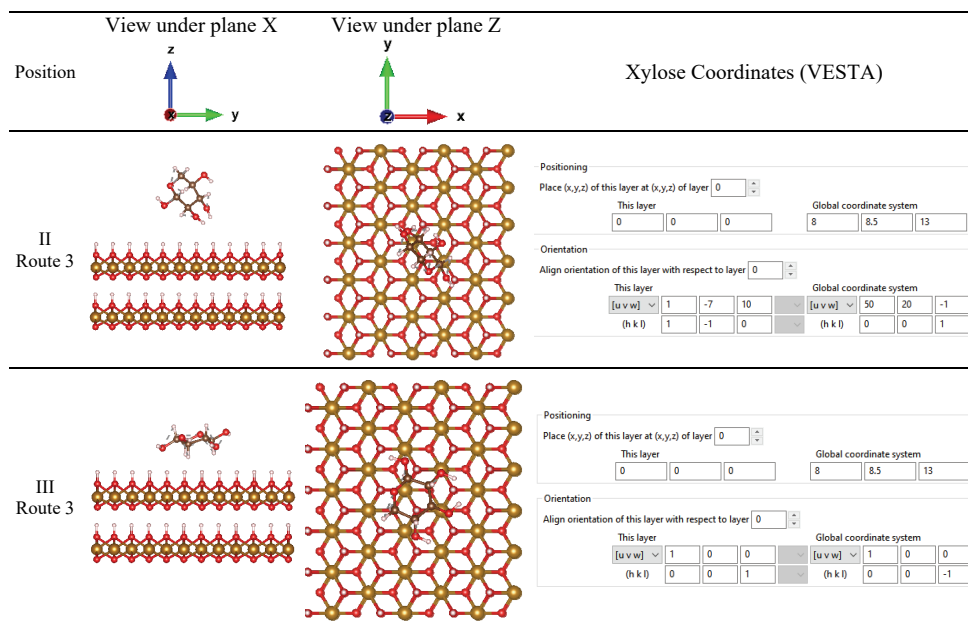 View under plane X View under plane Z
Position z y x y z x Xylose Coordinates (VESTA)
II
Route 3
Positioning
Place (x,y,z) of this layer at (x,y,z) of layer 0
This layer Global coordinate system
0 0 0 8 8.5 13
Orientation
Align orientation of this layer with respect to layer 0
This layer Global coordinate system
[u v w] 1 -7 10 [u v w] 50 20 -1
(h k l) 1 -1 0 (h k l) 0 0 1
III
Route 3
Positioning
Place (x,y,z) of this layer at (x,y,z) of layer 0
This layer Global coordinate system
0 0 0 8 8.5 13
Orientation
Align orientation of this layer with respect to layer 0
This layer Global coordinate system
[u v w] 1 0 0 [u v w] 1 0 0
(h k l) 0 0 1 (h k l) 0 0 -1